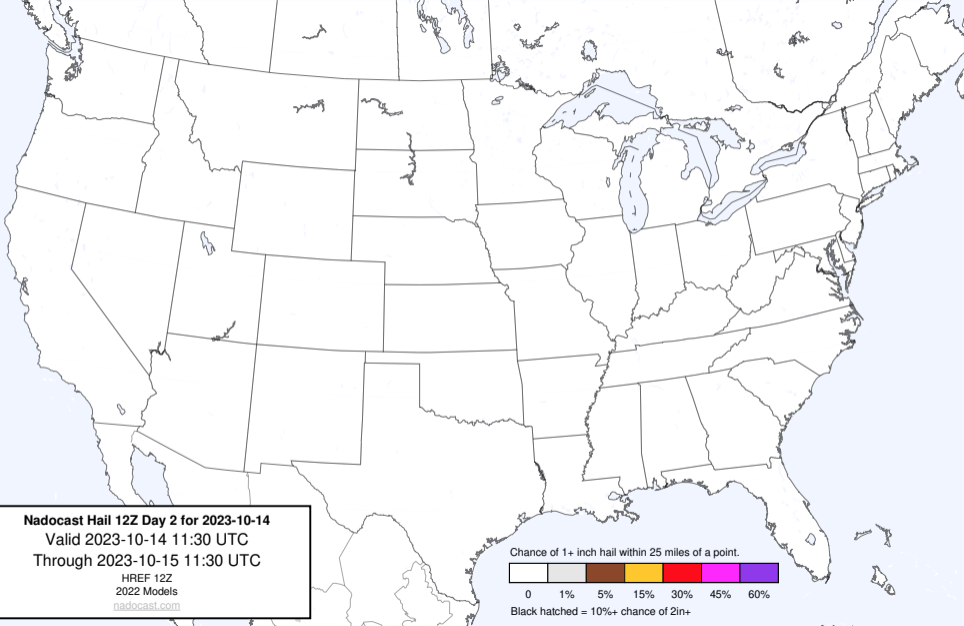 Nadocast Hail 12Z Day 2 for 2023-10-14
Valid 2023-10-14 11:30 UTC
Through 2023-10-15 11:30 UTC
HREF 12Z
2022 Models
nadocast.com
Chance of 1+ inch hail within 25 miles of a point.
0 1% 5% 15% 30% 45% 60%
Black hatched = 10%+ chance of 2in+